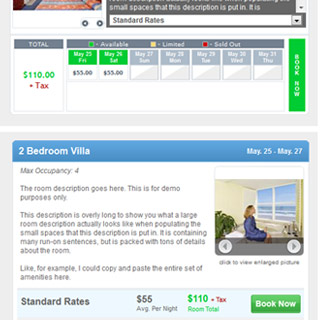 small spaces that this description is put in. It is
Standard Rates
TOTAL
- Available
- Limited
- Sold Out
May 25 May 26 May 27 May 28 May 29 May 30 May 31
Fri Sat Sun Mon Tue Wed Thu
$110.00
+ Tax
$55.00 $55.00
BOOK NOW
2 Bedroom Villa
May. 25 - May. 27
Max Occupancy: 4
The room description goes here. This is for demo
purposes only.
This description is overly long to show you what a large
room description actually looks like when populating the
small spaces that this description is put in. It is containing
many run-on sentences, but is packed with tons of details
about the room.
Like, for example, I could copy and paste the entire set of
amenities here.
click to view enlarged picture
Standard Rates
$55
Avg. Per Night
$110 + Tax
Room Total
Book Now